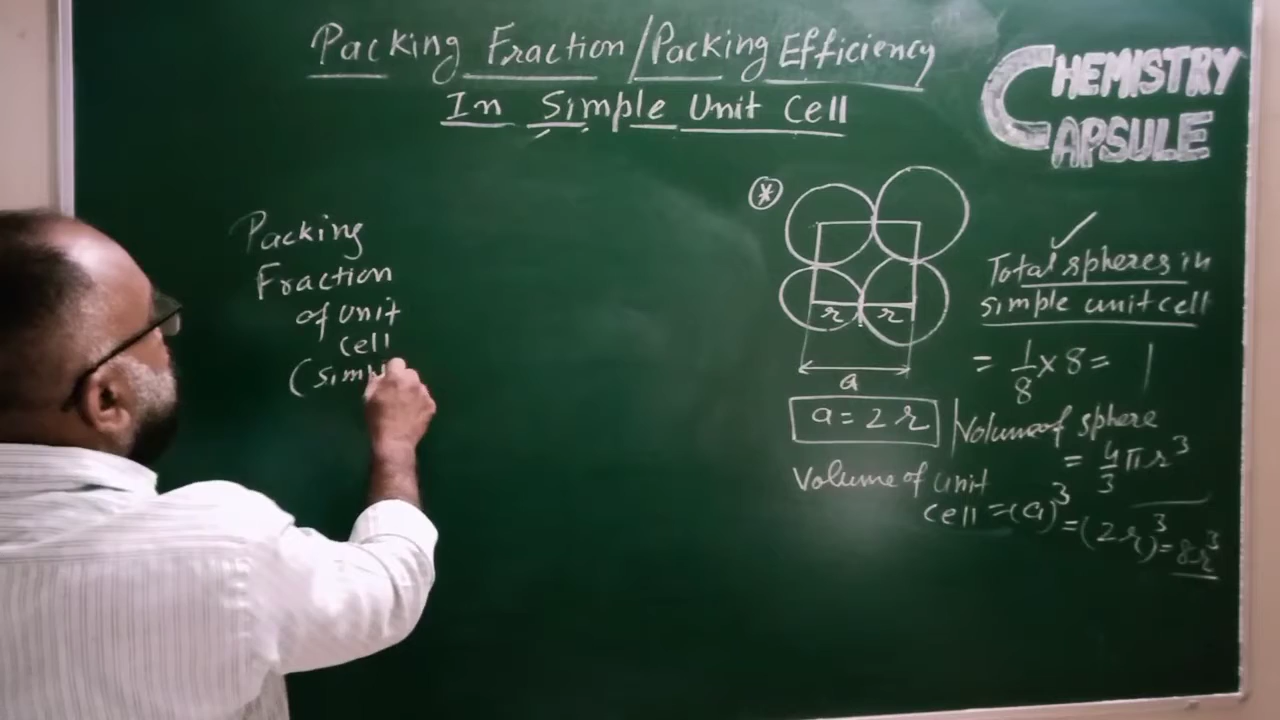 Packing Fraction/Packing Efficiency
In Simple Unit Cell
CHEMISTRY
CAPSULE
Packing
Fraction
of unit
cell
(Simpl
*
r r
a
a = 2r
Volume of unit
cell = (a)³ = (2r)³ = 8r³
Total spheres in
simple unit cell
= 1/8 × 8 = 1
Volume of sphere
= 4/3 πr³